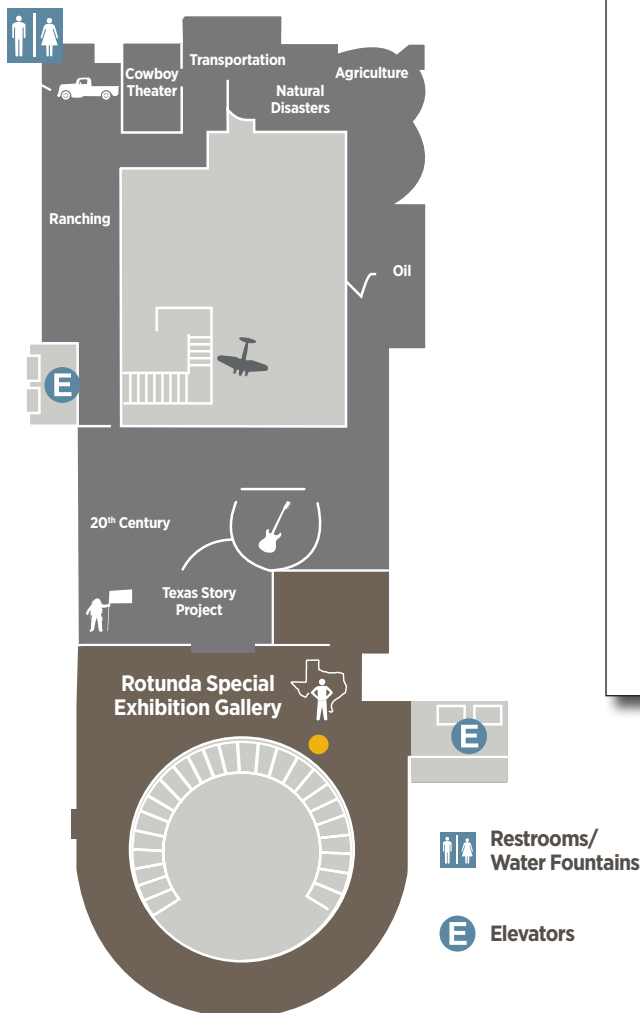 Transportation
Cowboy
Theater
Agriculture
Natural
Disasters
Ranching
Oil
E
20th Century
Texas Story
Project
Rotunda Special
Exhibition Gallery
E
Restrooms/
Water Fountains
E
Elevators